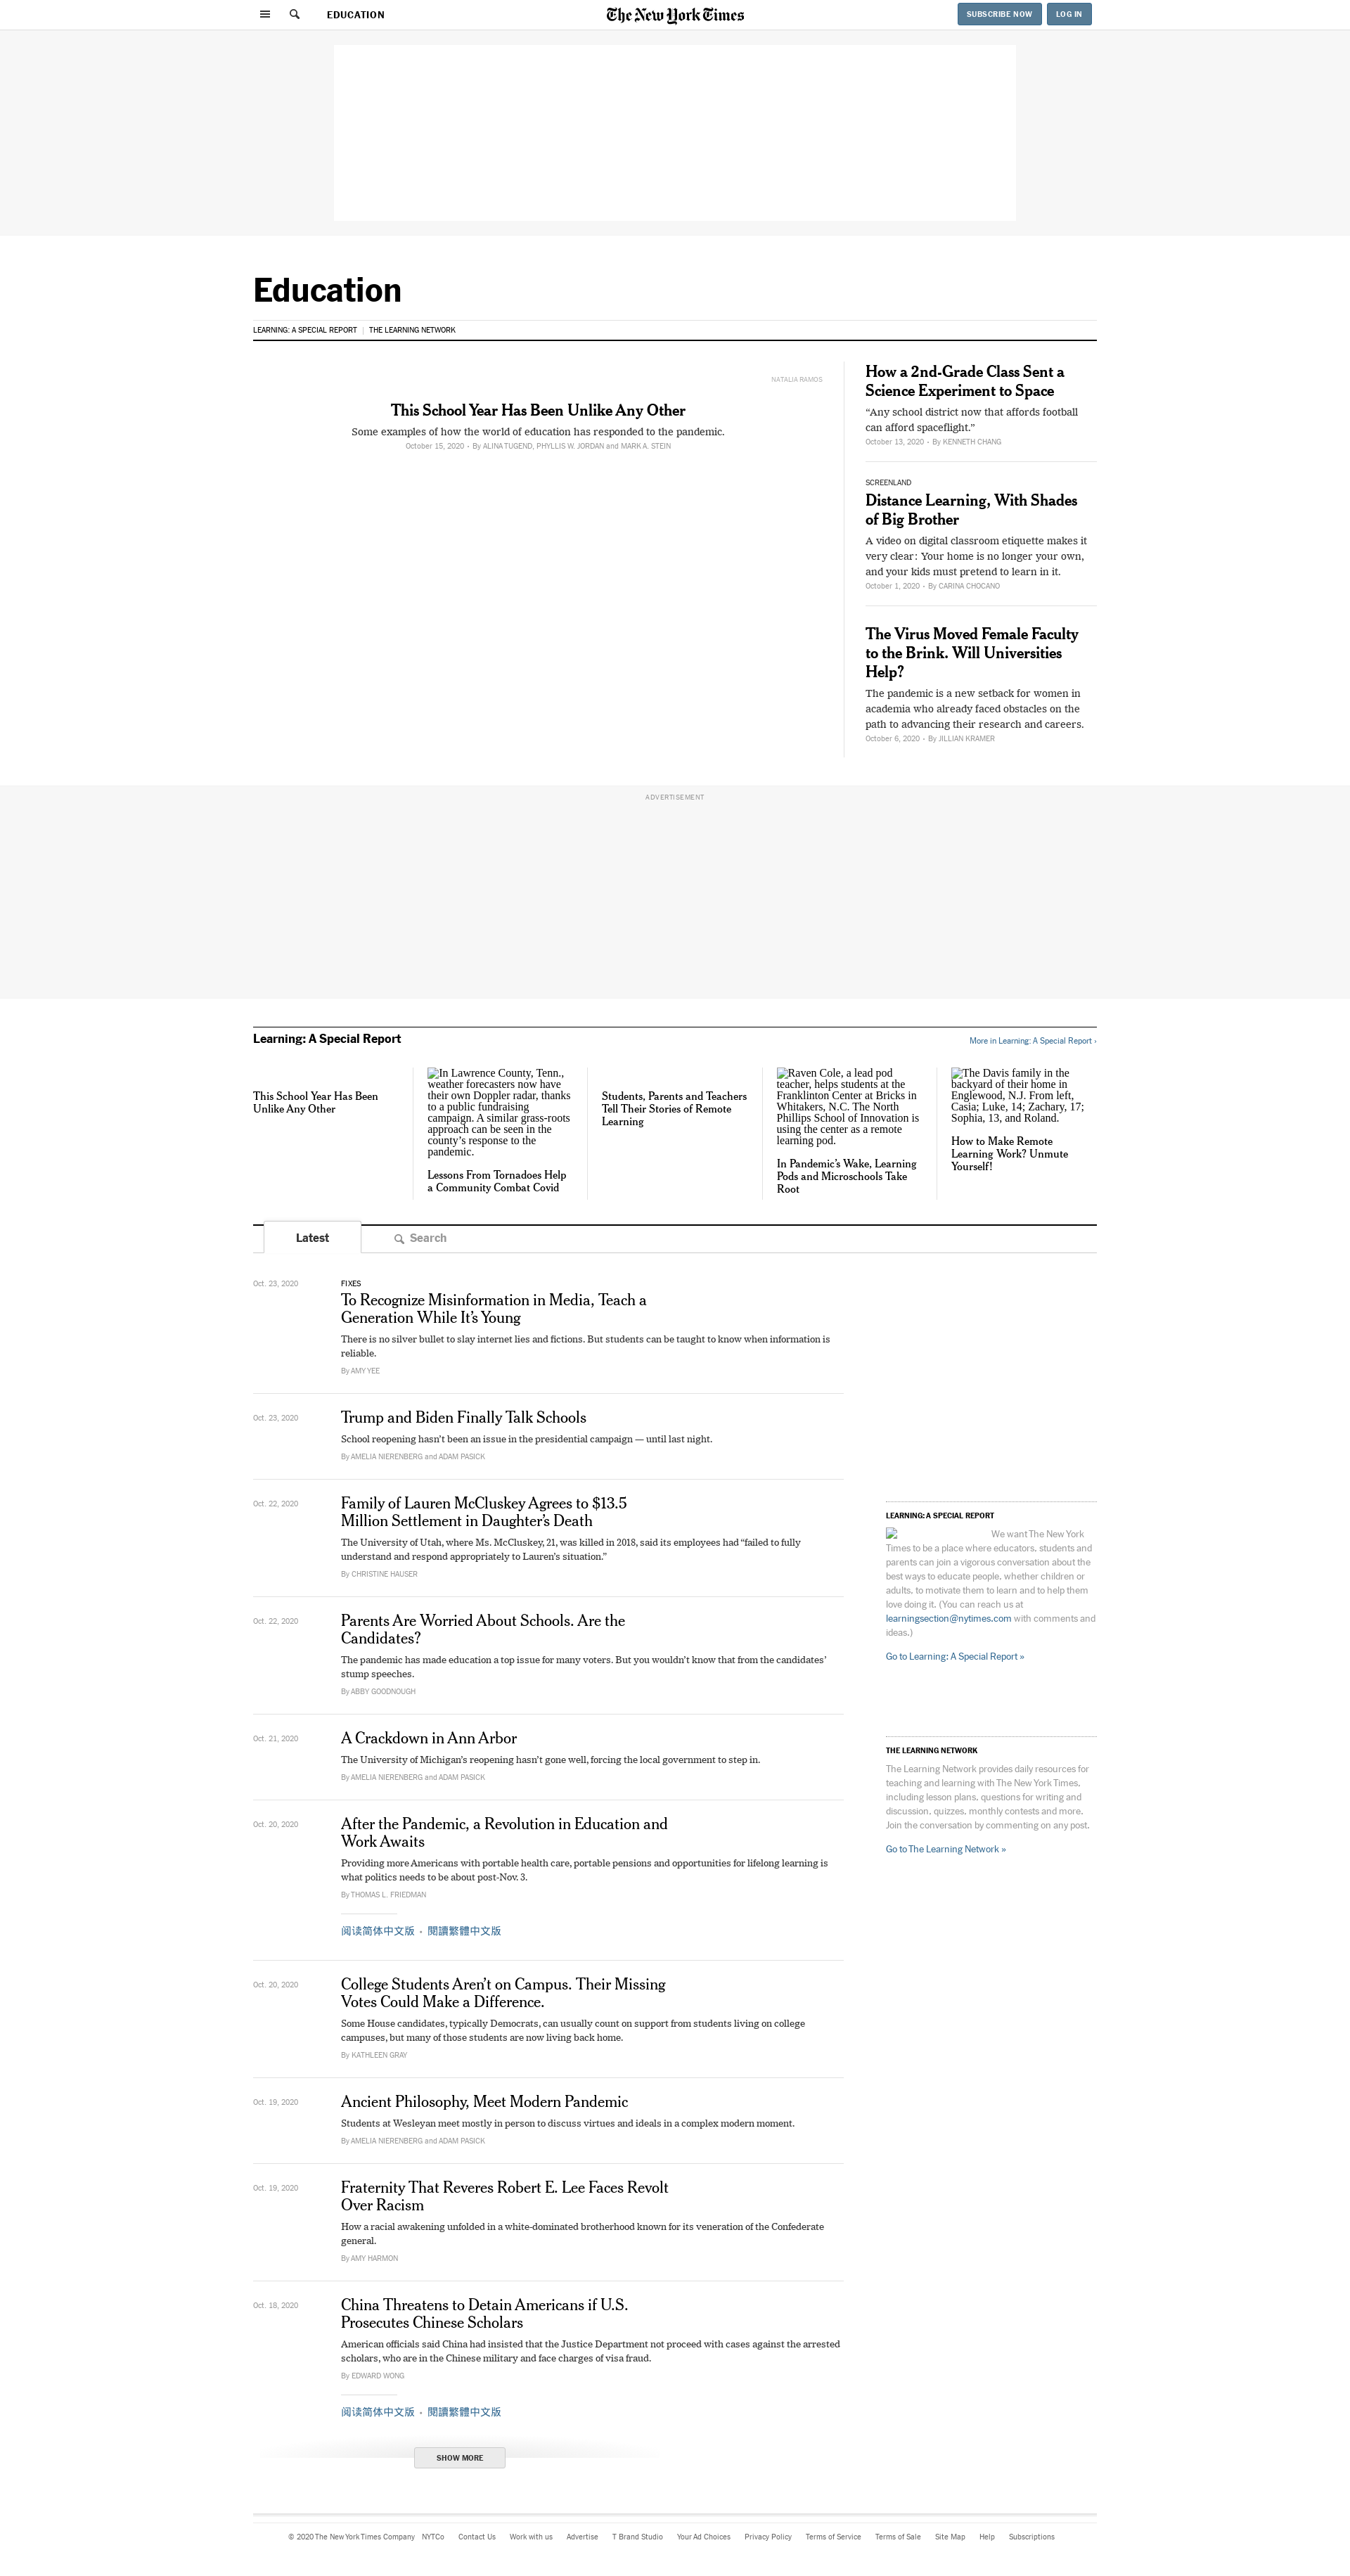 EDUCATION
The New York Times
SUBSCRIBE NOW
LOG IN
Education
LEARNING: A SPECIAL REPORT | THE LEARNING NETWORK
NATALIA RAMOS
This School Year Has Been Unlike Any Other
Some examples of how the world of education has responded to the pandemic.
October 15, 2020 - By ALINA TUGEND, PHYLLIS W. JORDAN and MARK A. STEIN
How a 2nd-Grade Class Sent a
Science Experiment to Space
“Any school district now that affords football
can afford spaceflight.”
October 13, 2020 - By KENNETH CHANG
SCREENLAND
Distance Learning, With Shades
of Big Brother
A video on digital classroom etiquette makes it
very clear: Your home is no longer your own,
and your kids must pretend to learn in it.
October 1, 2020 - By CARINA CHOCANO
The Virus Moved Female Faculty
to the Brink. Will Universities
Help?
The pandemic is a new setback for women in
academia who already faced obstacles on the
path to advancing their research and careers.
October 6, 2020 - By JILLIAN KRAMER
ADVERTISEMENT
Learning: A Special Report
More in Learning: A Special Report ›
This School Year Has Been
Unlike Any Other
In Lawrence County, Tenn.,
weather forecasters now have
their own Doppler radar, thanks
to a public fundraising
campaign. A similar grass-roots
approach can be seen in the
county’s response to the
pandemic.
Lessons From Tornadoes Help
a Community Combat Covid
Students, Parents and Teachers
Tell Their Stories of Remote
Learning
Raven Cole, a lead pod
teacher, helps students at the
Franklinton Center at Bricks in
Whitakers, N.C. The North
Phillips School of Innovation is
using the center as a remote
learning pod.
In Pandemic’s Wake, Learning
Pods and Microschools Take
Root
The Davis family in the
backyard of their home in
Englewood, N.J. From left,
Casia; Luke, 14; Zachary, 17;
Sophia, 13, and Roland.
How to Make Remote
Learning Work? Unmute
Yourself!
Latest
Search
Oct. 23, 2020
FIXES
To Recognize Misinformation in Media, Teach a
Generation While It’s Young
There is no silver bullet to slay internet lies and fictions. But students can be taught to know when information is
reliable.
By AMY YEE
Oct. 23, 2020
Trump and Biden Finally Talk Schools
School reopening hasn’t been an issue in the presidential campaign — until last night.
By AMELIA NIERENBERG and ADAM PASICK
Oct. 22, 2020
Family of Lauren McCluskey Agrees to $13.5
Million Settlement in Daughter’s Death
The University of Utah, where Ms. McCluskey, 21, was killed in 2018, said its employees had “failed to fully
understand and respond appropriately to Lauren’s situation.”
By CHRISTINE HAUSER
Oct. 22, 2020
Parents Are Worried About Schools. Are the
Candidates?
The pandemic has made education a top issue for many voters. But you wouldn’t know that from the candidates’
stump speeches.
By ABBY GOODNOUGH
Oct. 21, 2020
A Crackdown in Ann Arbor
The University of Michigan’s reopening hasn’t gone well, forcing the local government to step in.
By AMELIA NIERENBERG and ADAM PASICK
Oct. 20, 2020
After the Pandemic, a Revolution in Education and
Work Awaits
Providing more Americans with portable health care, portable pensions and opportunities for lifelong learning is
what politics needs to be about post-Nov. 3.
By THOMAS L. FRIEDMAN
阅读简体中文版 • 閱讀繁體中文版
Oct. 20, 2020
College Students Aren’t on Campus. Their Missing
Votes Could Make a Difference.
Some House candidates, typically Democrats, can usually count on support from students living on college
campuses, but many of those students are now living back home.
By KATHLEEN GRAY
Oct. 19, 2020
Ancient Philosophy, Meet Modern Pandemic
Students at Wesleyan meet mostly in person to discuss virtues and ideals in a complex modern moment.
By AMELIA NIERENBERG and ADAM PASICK
Oct. 19, 2020
Fraternity That Reveres Robert E. Lee Faces Revolt
Over Racism
How a racial awakening unfolded in a white-dominated brotherhood known for its veneration of the Confederate
general.
By AMY HARMON
Oct. 18, 2020
China Threatens to Detain Americans if U.S.
Prosecutes Chinese Scholars
American officials said China had insisted that the Justice Department not proceed with cases against the arrested
scholars, who are in the Chinese military and face charges of visa fraud.
By EDWARD WONG
阅读简体中文版 • 閱讀繁體中文版
SHOW MORE
LEARNING: A SPECIAL REPORT
We want The New York
Times to be a place where educators, students and
parents can join a vigorous conversation about the
best ways to educate people, whether children or
adults, to motivate them to learn and to help them
love doing it. (You can reach us at
learningsection@nytimes.com with comments and
ideas.)
Go to Learning: A Special Report »
THE LEARNING NETWORK
The Learning Network provides daily resources for
teaching and learning with The New York Times,
including lesson plans, questions for writing and
discussion, quizzes, monthly contests and more.
Join the conversation by commenting on any post.
Go to The Learning Network »
© 2020 The New York Times Company NYTCo Contact Us Work with us Advertise T Brand Studio Your Ad Choices Privacy Policy Terms of Service Terms of Sale Site Map Help Subscriptions